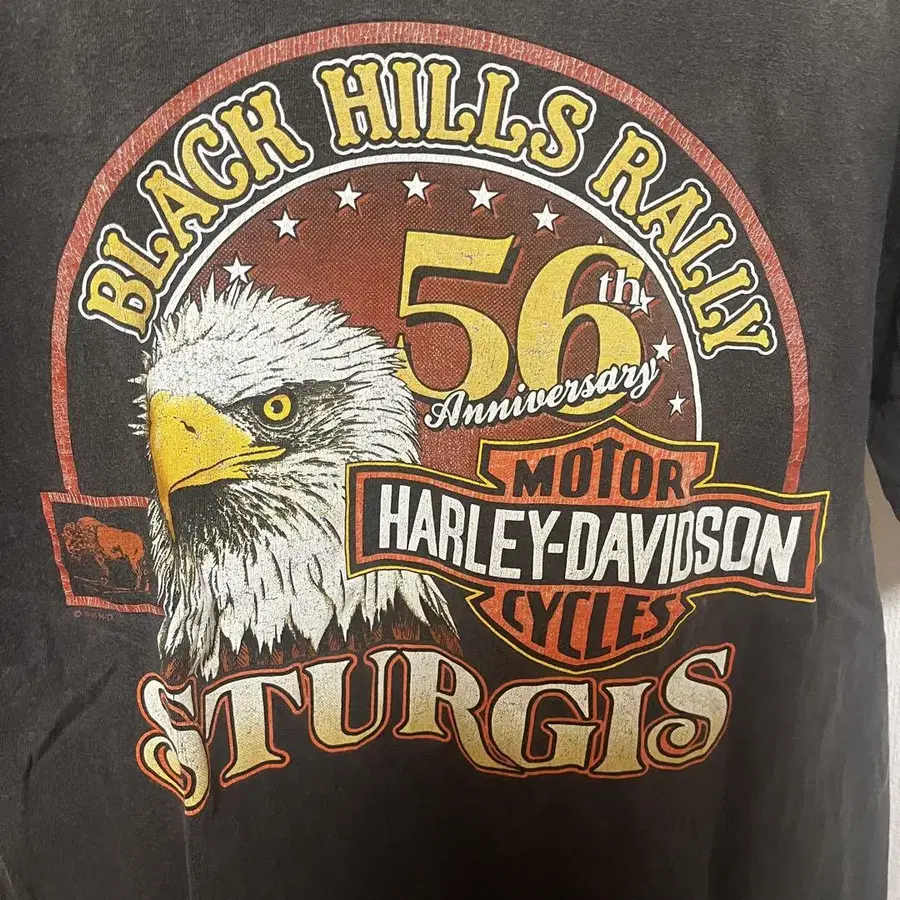 BLACK HILLS RALLY
56th
Anniversary
MOTOR
HARLEY-DAVIDSON
CYCLES
STURGIS